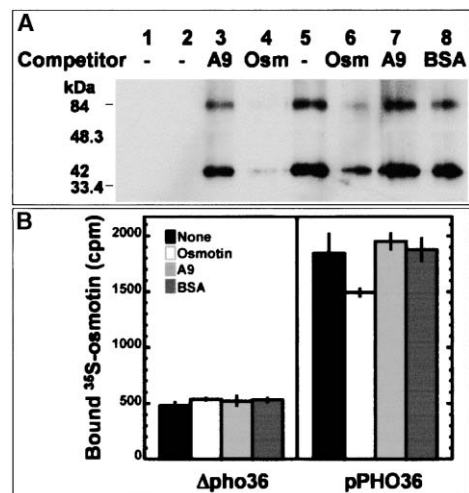 A
1 2 3 4 5 6 7 8
Competitor - - A9 Osm - Osm A9 BSA
kDa
84
48.3
42
33.4
B
Bound ³⁵S-osmotin (cpm)
2000
1500
1000
500
0
None
Osmotin
A9
BSA
Δpho36 pPHO36